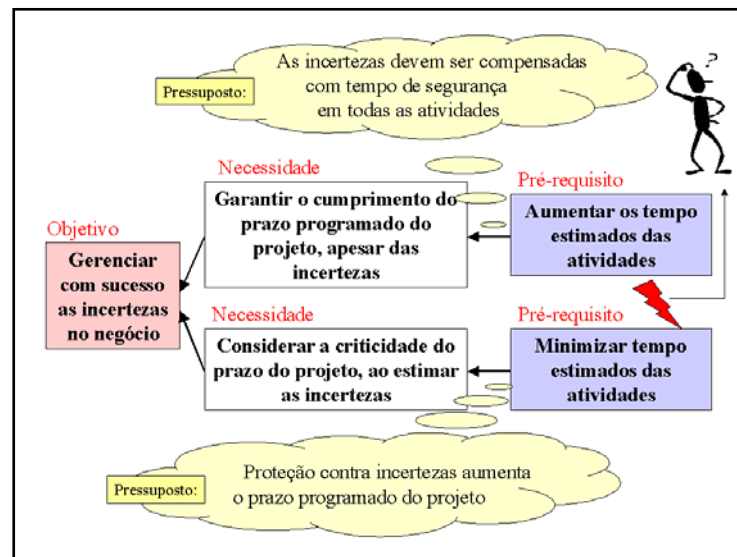 As incertezas devem ser compensadas
com tempo de segurança
em todas as atividades
Pressuposto:
?
Necessidade
Garantir o cumprimento do
prazo programado do
projeto, apesar das
incertezas
Pré-requisito
Aumentar os tempo
estimados das
atividades
Objetivo
Gerenciar
com sucesso
as incertezas
no negócio
Necessidade
Considerar a criticidade do
prazo do projeto, ao estimar
as incertezas
Pré-requisito
Minimizar tempo
estimados das
atividades
Pressuposto:
Proteção contra incertezas aumenta
o prazo programado do projeto